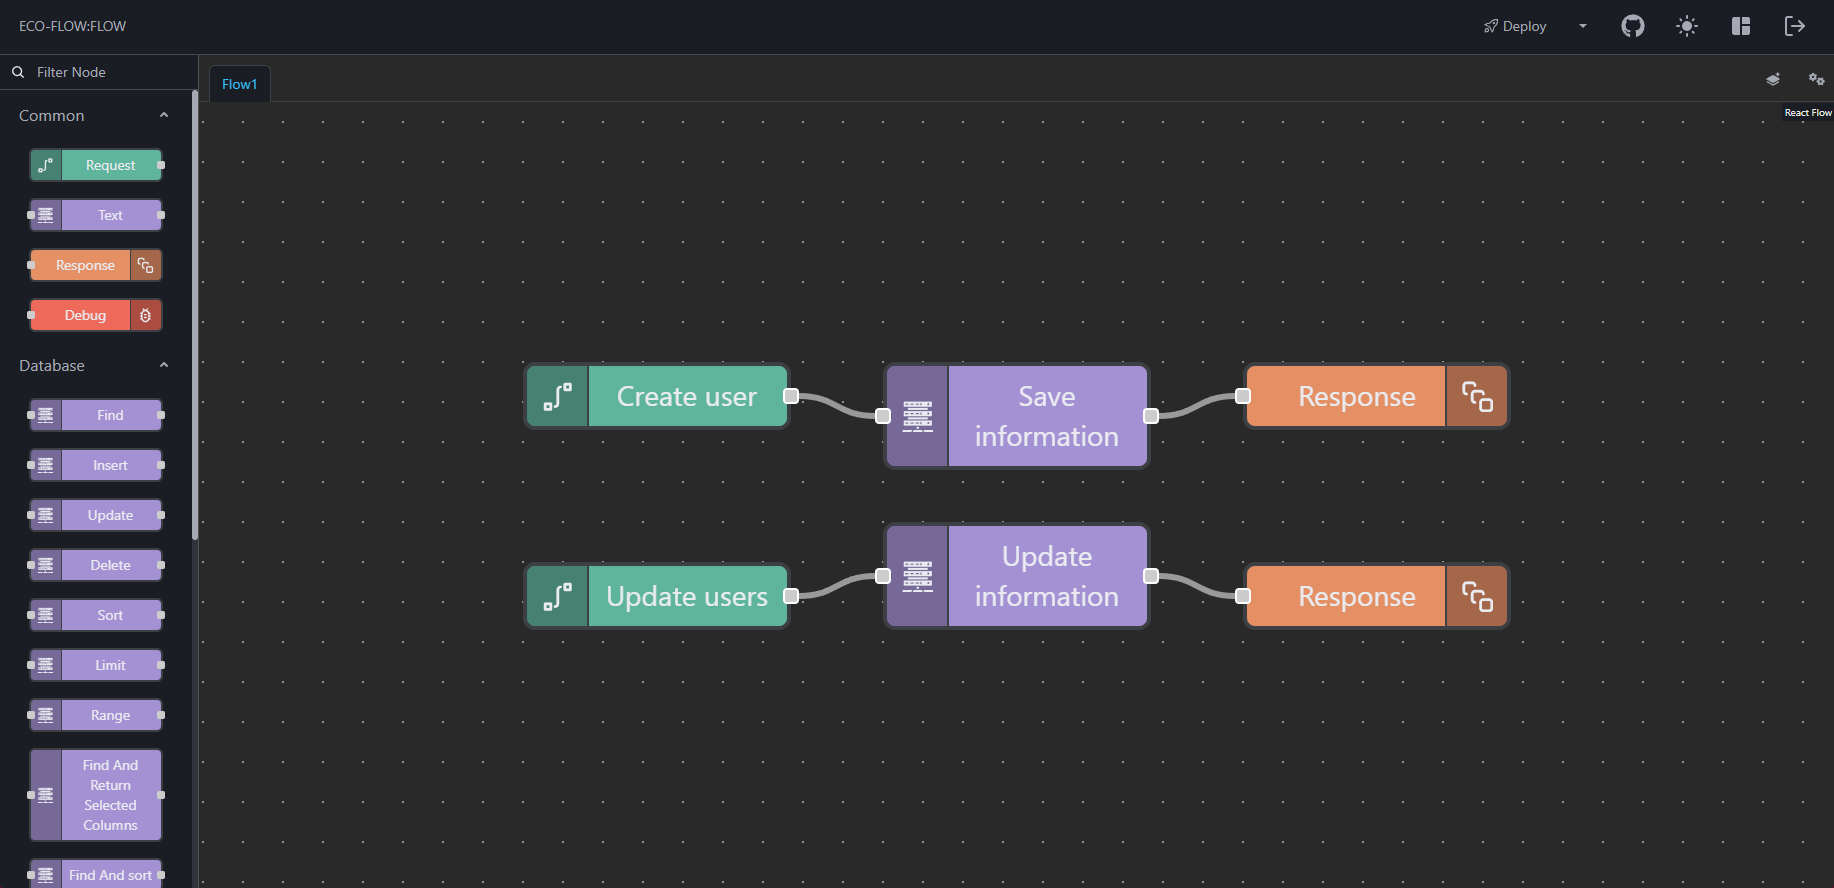 ECO-FLOW:FLOW
Deploy
Filter Node
Flow1
React Flow
Common
Request
Text
Response
Debug
Database
Find
Insert
Update
Delete
Sort
Limit
Range
Find And
Return
Selected
Columns
Find And sort
Create user
Save
information
Response
Update users
Update
information
Response